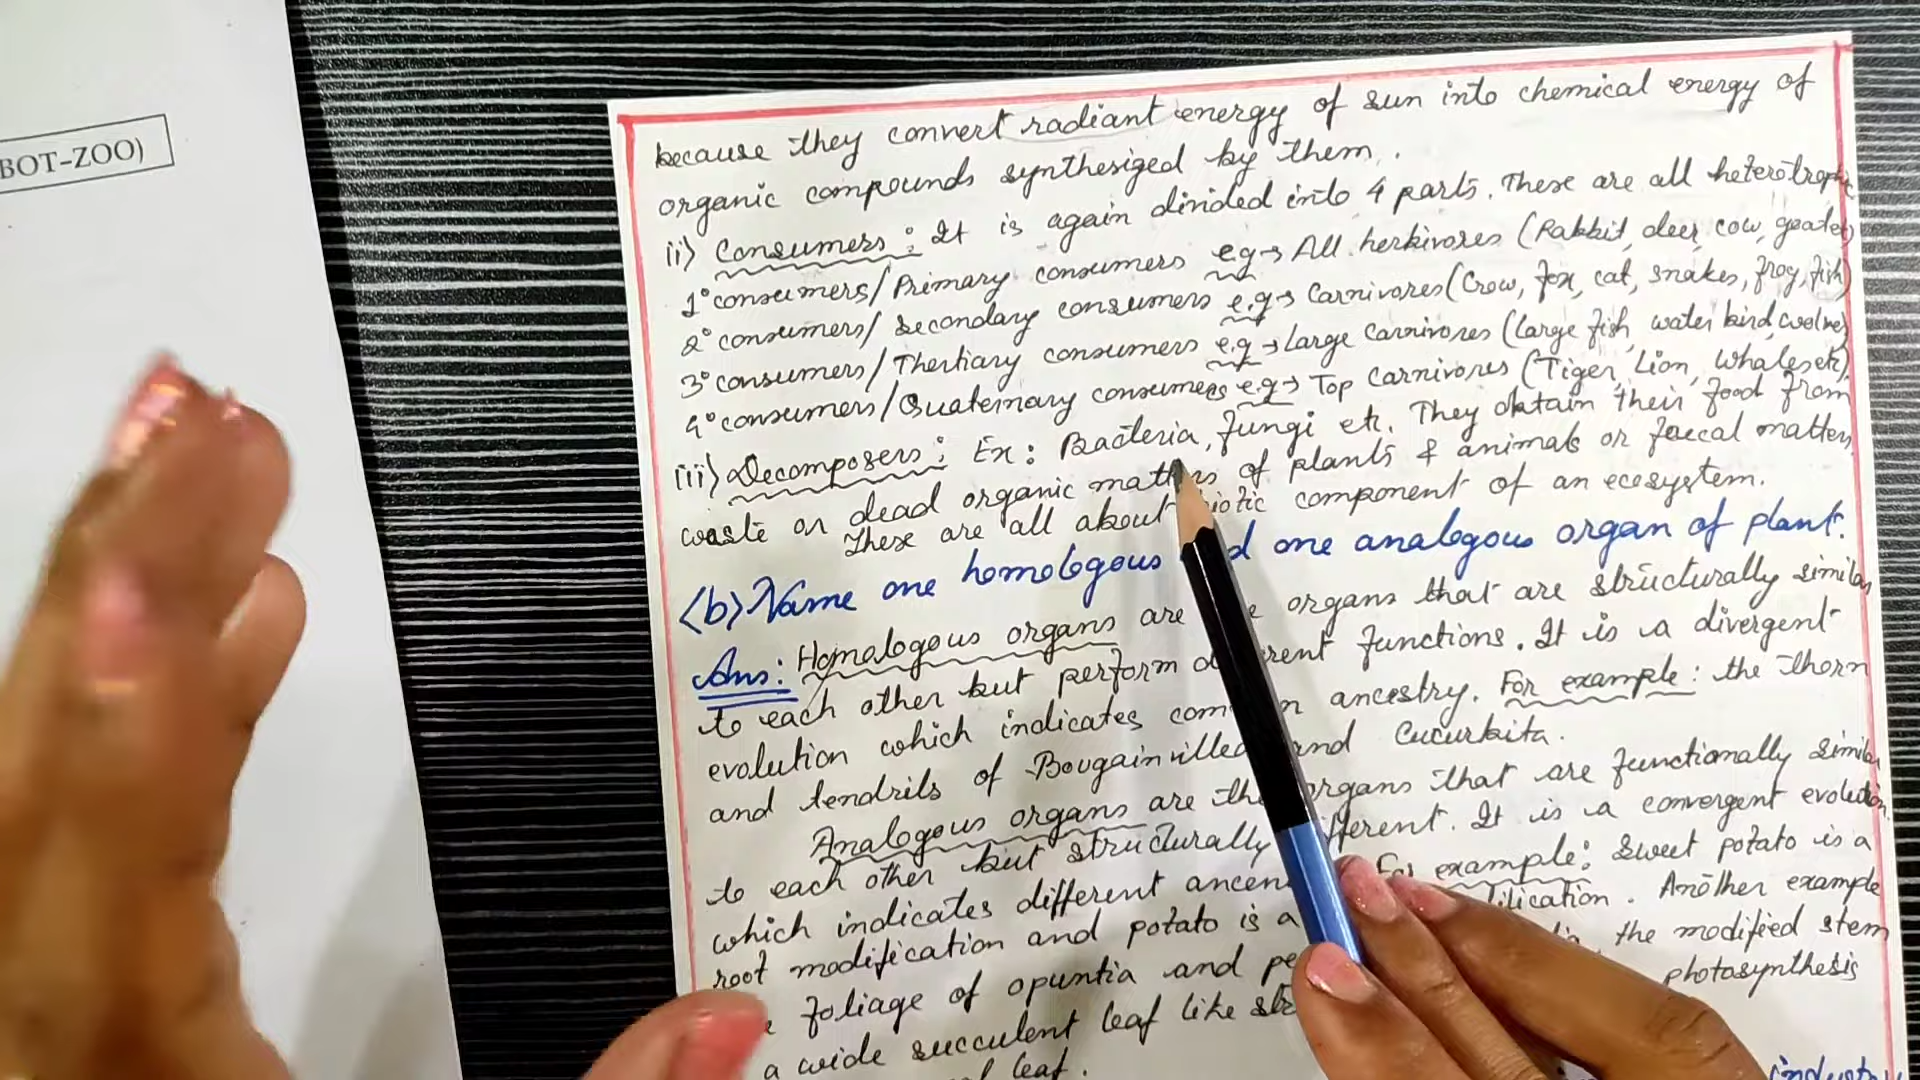 BOT-ZOO)
because they convert radiant energy of sun into chemical energy of
organic compounds synthesized by them.
ii) Consumers: It is again divided into 4 parts. These are all heterotrophic
1° consumers/Primary consumers eg→ All herbivores (Rabbit, deer, cow, goat etc)
2° consumers/secondary consumers e.g→ Carnivores (Crow, fox, cat, snakes, frog, fish)
3° consumers/Thertiary consumers e.g→ Large carnivores (large fish, water bird, wolve)
4° consumers/Quaternary consumers e.g→ Top carnivores (Tiger, Lion, Whales etc).
iii) Decomposers: Ex: Bacteria, fungi etc. They obtain their food from
waste or dead organic matters of plants & animals or faecal matters.
These are all about biotic component of an ecosystem.
(b) Name one homologous one analogous organ of plant.
Ans: Homologous organs are organs that are structurally similar
to each other but perform functions. It is a divergent
evolution which indicates ancestry. For example: the thorn
and tendrils of Bougainvillea and Cucurbita.
Analogous organs are the organs that are functionally similar
to each other but structurally different. It is a convergent evolution
which indicates different For example: Sweet potato is a
root modification and potato is a Another example
foliage of opuntia and the modified stem
a wide succulent leaf like photosynthesis
leaf.